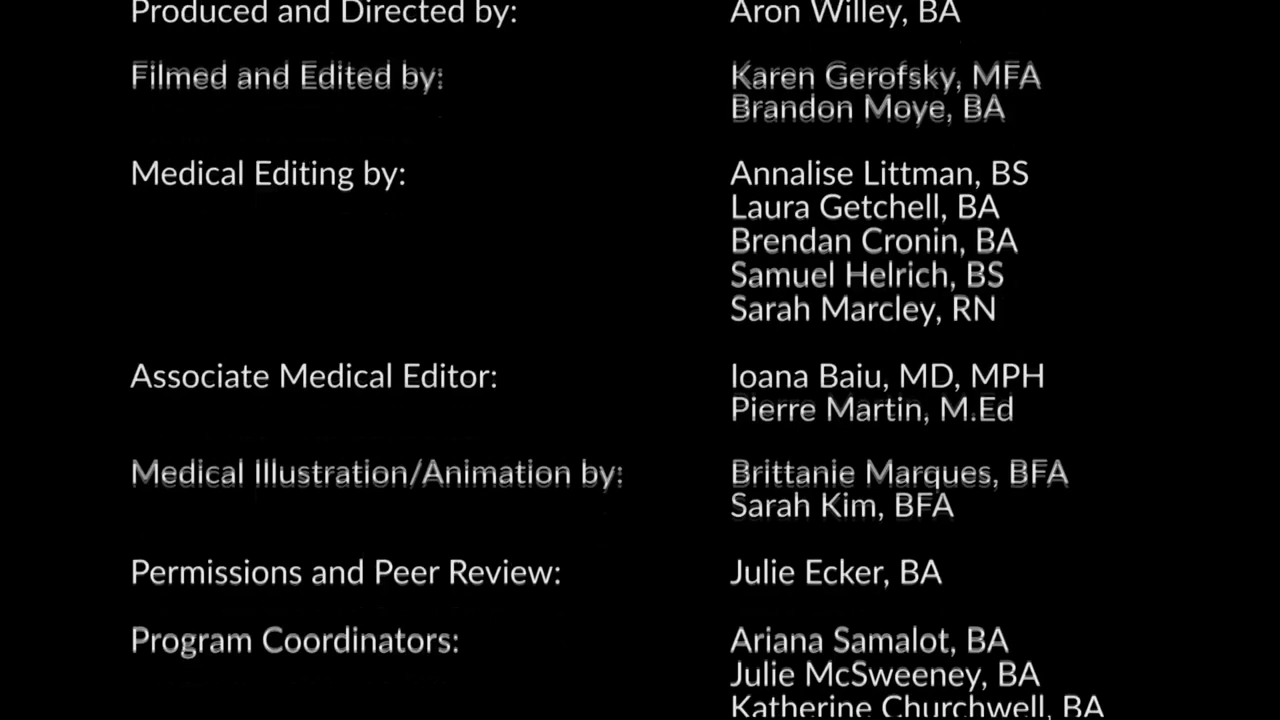 Produced and Directed by: Aron Willey, BA
Filmed and Edited by: Karen Gerofsky, MFA
Brandon Moye, BA
Medical Editing by: Annalise Littman, BS
Laura Getchell, BA
Brendan Cronin, BA
Samuel Helrich, BS
Sarah Marcley, RN
Associate Medical Editor: Ioana Baiu, MD, MPH
Pierre Martin, M.Ed
Medical Illustration/Animation by: Brittanie Marques, BFA
Sarah Kim, BFA
Permissions and Peer Review: Julie Ecker, BA
Program Coordinators: Ariana Samalot, BA
Julie McSweeney, BA
Katherine Churchwell, BA